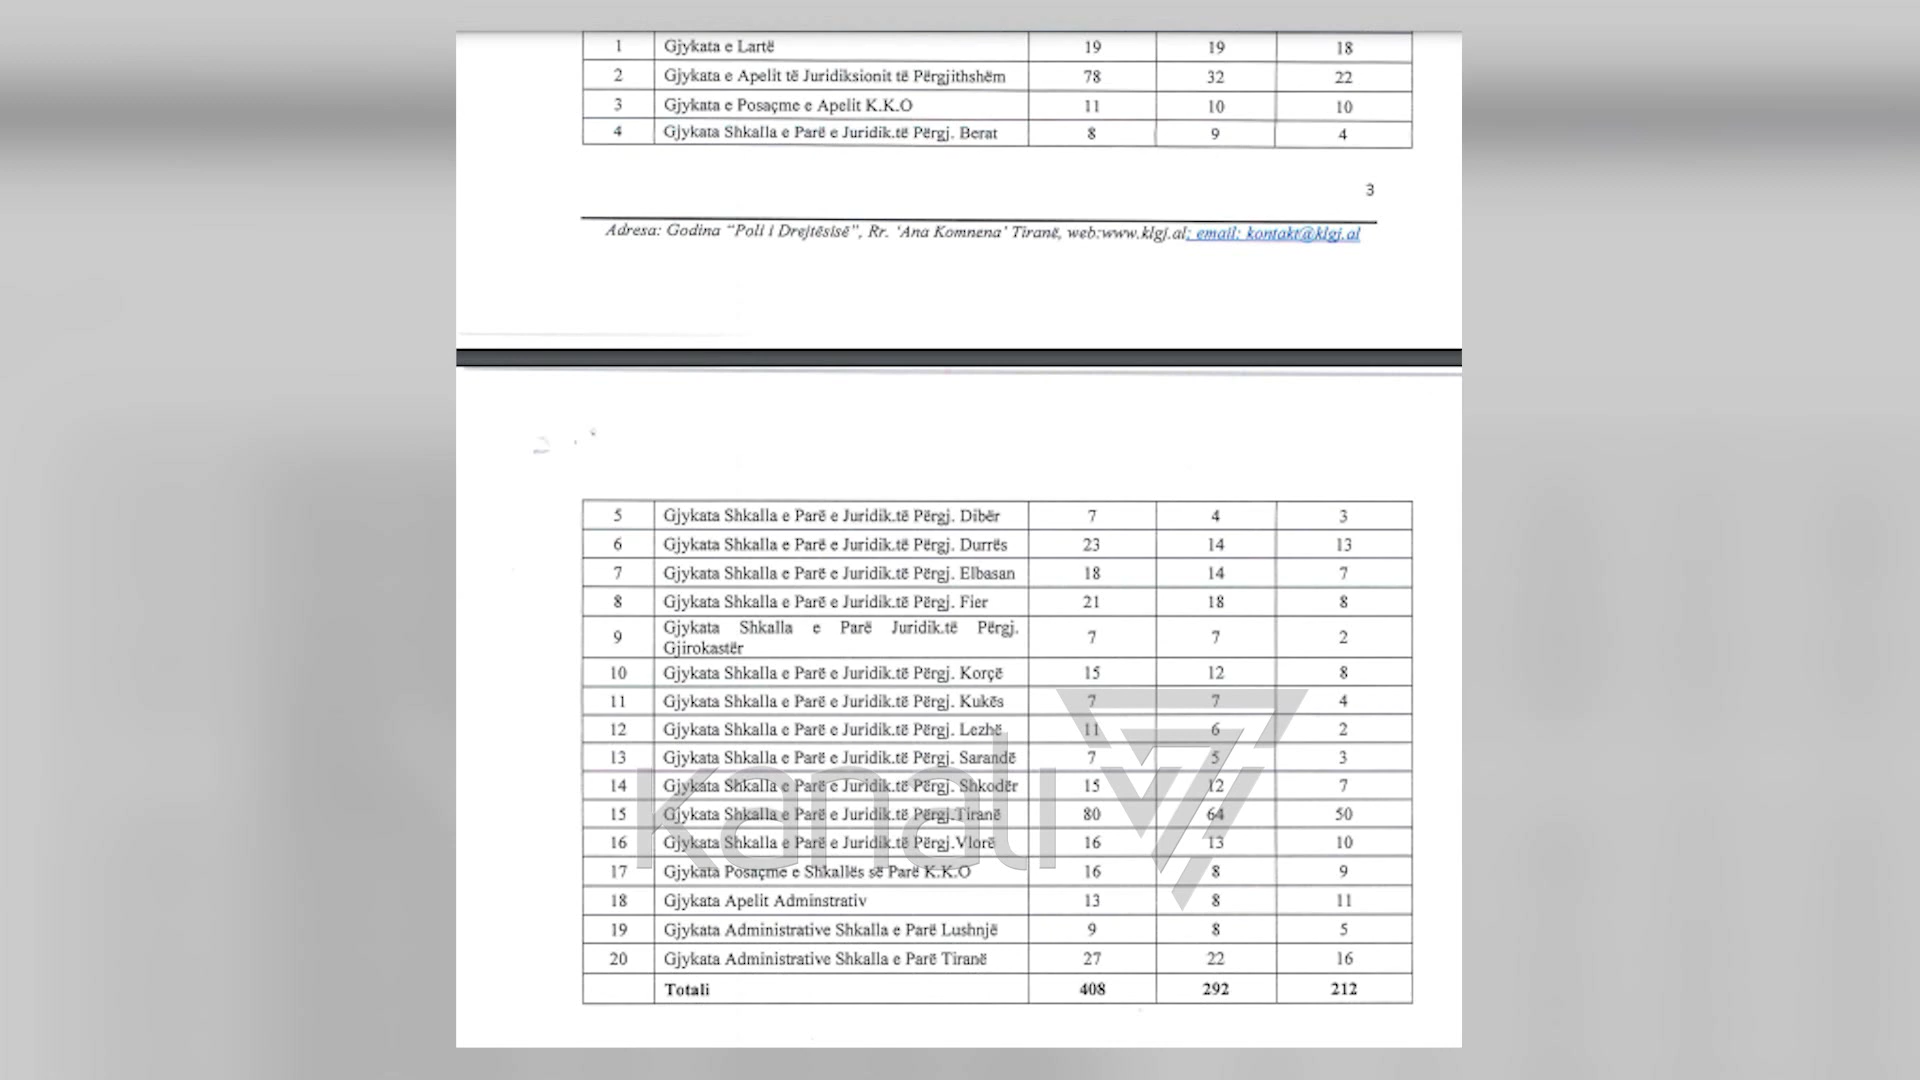 1 Gjykata e Lartë 19 19 18
2 Gjykata e Apelit të Juridiksionit të Përgjithshëm 78 32 22
3 Gjykata e Posaçme e Apelit K.K.O 11 10 10
4 Gjykata Shkalla e Parë e Juridik.të Përgj. Berat 8 9 4
3
Adresa: Godina “Poli i Drejtësisë”, Rr. ‘Ana Komnena’ Tiranë, web:www.klgj.al; email: kontakt@klgj.al
5 Gjykata Shkalla e Parë e Juridik.të Përgj. Dibër 7 4 3
6 Gjykata Shkalla e Parë e Juridik.të Përgj. Durrës 23 14 13
7 Gjykata Shkalla e Parë e Juridik.të Përgj. Elbasan 18 14 7
8 Gjykata Shkalla e Parë e Juridik.të Përgj. Fier 21 18 8
9 Gjykata Shkalla e Parë Juridik.të Përgj.
Gjirokastër 7 7 2
10 Gjykata Shkalla e Parë e Juridik.të Përgj. Korçë 15 12 8
11 Gjykata Shkalla e Parë e Juridik.të Përgj. Kukës 7 7 4
12 Gjykata Shkalla e Parë e Juridik.të Përgj. Lezhë 11 6 2
13 Gjykata Shkalla e Parë e Juridik.të Përgj. Sarandë 7 5 3
14 Gjykata Shkalla e Parë e Juridik.të Përgj. Shkodër 15 12 7
15 Gjykata Shkalla e Parë e Juridik.të Përgj.Tiranë 80 64 50
16 Gjykata Shkalla e Parë e Juridik.të Përgj.Vlorë 16 13 10
17 Gjykata Posaçme e Shkallës së Parë K.K.O 16 8 9
18 Gjykata Apelit Adminstrativ 13 8 11
19 Gjykata Administrative Shkalla e Parë Lushnjë 9 8 5
20 Gjykata Administrative Shkalla e Parë Tiranë 27 22 16
Totali 408 292 212
kanali 7